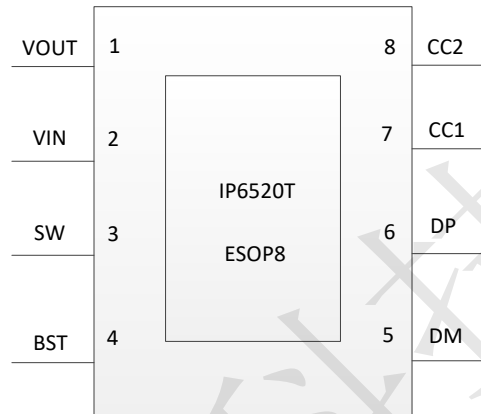 VOUT 1 8 CC2
VIN 2 7 CC1
IP6520T
SW 3 6 DP
ESOP8
BST 4 5 DM